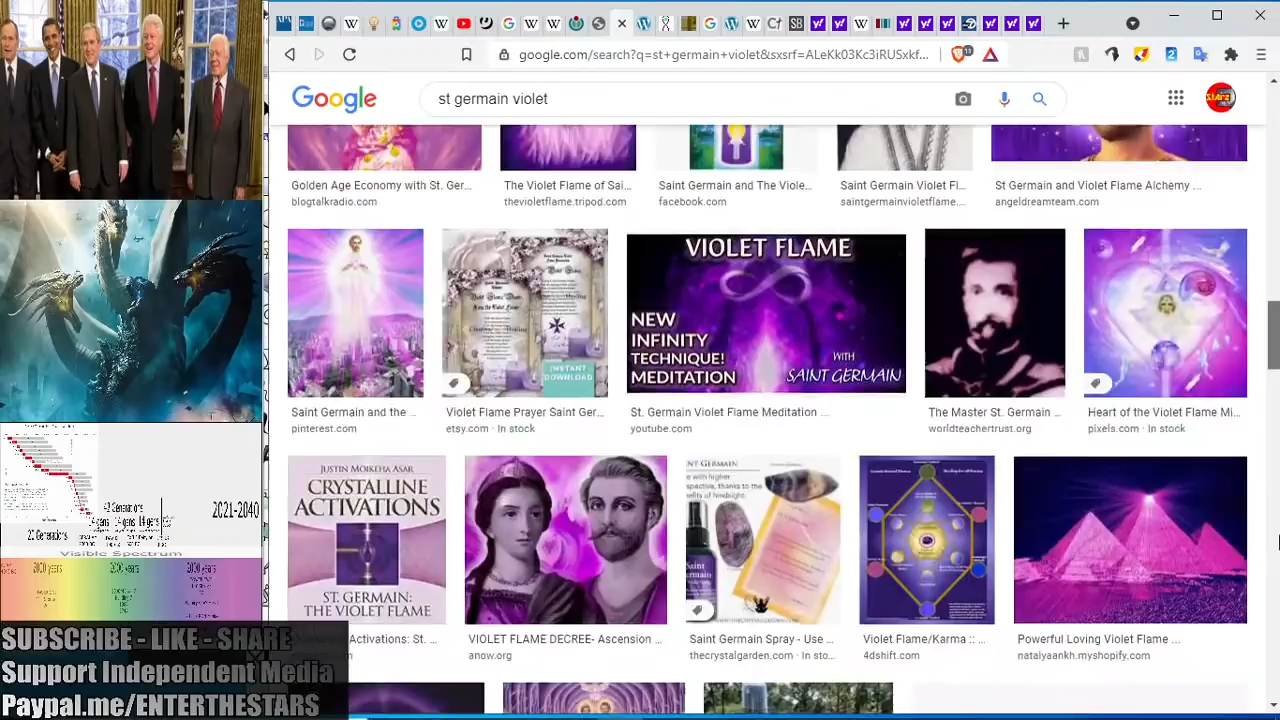 google.com/search?q=st+germain+violet&sxsrf=ALeKk03Kc3iRUSxkf...
Google
st germain violet
Golden Age Economy with St. Ger...
blogtalkradio.com
The Violet Flame of Sai...
thevioletflame.tripod.com
Saint Germain and The Viole...
facebook.com
Saint Germain Violet Fl...
saintgermainvioletflame....
St Germain and Violet Flame Alchemy ...
angeldreamteam.com
INSTANT
DOWNLOAD
VIOLET FLAME
NEW
INFINITY
TECHNIQUE!
MEDITATION
WITH
SAINT GERMAIN
Saint Germain and the ...
pinterest.com
Violet Flame Prayer Saint Ger...
etsy.com · In stock
St. Germain Violet Flame Meditation ...
youtube.com
The Master St. Germain ...
worldteachertrust.org
Heart of the Violet Flame Mi...
pixels.com · In stock
JUSTIN MOIKEHA ASAR
CRYSTALLINE
ACTIVATIONS
ST. GERMAIN:
THE VIOLET FLAME
Activations: St. ...
VIOLET FLAME DECREE- Ascension ...
anow.org
Saint Germain Spray - Use ...
thecrystalgarden.com · In sto...
Violet Flame/Karma :: ...
4dshift.com
Powerful Loving Violet Flame ...
natalyaankh.myshopify.com
2021-2040
Visible Spectrum
SUBSCRIBE - LIKE - SHARE
Support Independent Media
Paypal.me/ENTERTHESTARS